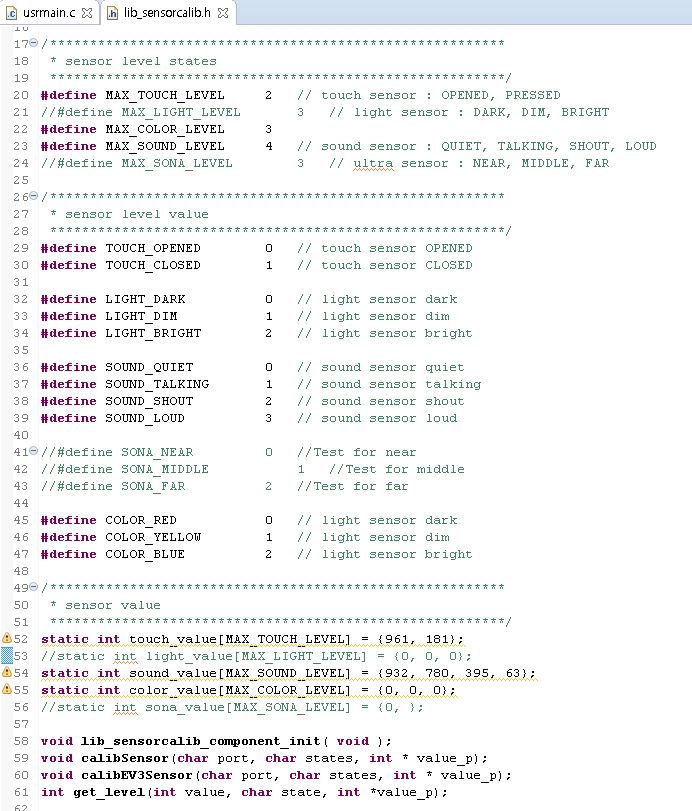 usrmain.c lib_sensorcalib.h
16
17 /*********************************************************
18 * sensor level states
19 *********************************************************/
20 #define MAX_TOUCH_LEVEL 2 // touch sensor : OPENED, PRESSED
21 //#define MAX_LIGHT_LEVEL 3 // light sensor : DARK, DIM, BRIGHT
22 #define MAX_COLOR_LEVEL 3
23 #define MAX_SOUND_LEVEL 4 // sound sensor : QUIET, TALKING, SHOUT, LOUD
24 //#define MAX_SONA_LEVEL 3 // ultra sensor : NEAR, MIDDLE, FAR
25
26 /*********************************************************
27 * sensor level value
28 *********************************************************/
29 #define TOUCH_OPENED 0 // touch sensor OPENED
30 #define TOUCH_CLOSED 1 // touch sensor CLOSED
31
32 #define LIGHT_DARK 0 // light sensor dark
33 #define LIGHT_DIM 1 // light sensor dim
34 #define LIGHT_BRIGHT 2 // light sensor bright
35
36 #define SOUND_QUIET 0 // sound sensor quiet
37 #define SOUND_TALKING 1 // sound sensor talking
38 #define SOUND_SHOUT 2 // sound sensor shout
39 #define SOUND_LOUD 3 // sound sensor loud
40
41 //#define SONA_NEAR 0 //Test for near
42 //#define SONA_MIDDLE 1 //Test for middle
43 //#define SONA_FAR 2 //Test for far
44
45 #define COLOR_RED 0 // light sensor dark
46 #define COLOR_YELLOW 1 // light sensor dim
47 #define COLOR_BLUE 2 // light sensor bright
48
49 /*********************************************************
50 * sensor value
51 *********************************************************/
52 static int touch_value[MAX_TOUCH_LEVEL] = {961, 181};
53 //static int light_value[MAX_LIGHT_LEVEL] = {0, 0, 0};
54 static int sound_value[MAX_SOUND_LEVEL] = {932, 780, 395, 63};
55 static int color_value[MAX_COLOR_LEVEL] = {0, 0, 0};
56 //static int sona_value[MAX_SONA_LEVEL] = {0, };
57
58 void lib_sensorcalib_component_init( void );
59 void calibSensor(char port, char states, int * value_p);
60 void calibEV3Sensor(char port, char states, int * value_p);
61 int get_level(int value, char state, int *value_p);
62